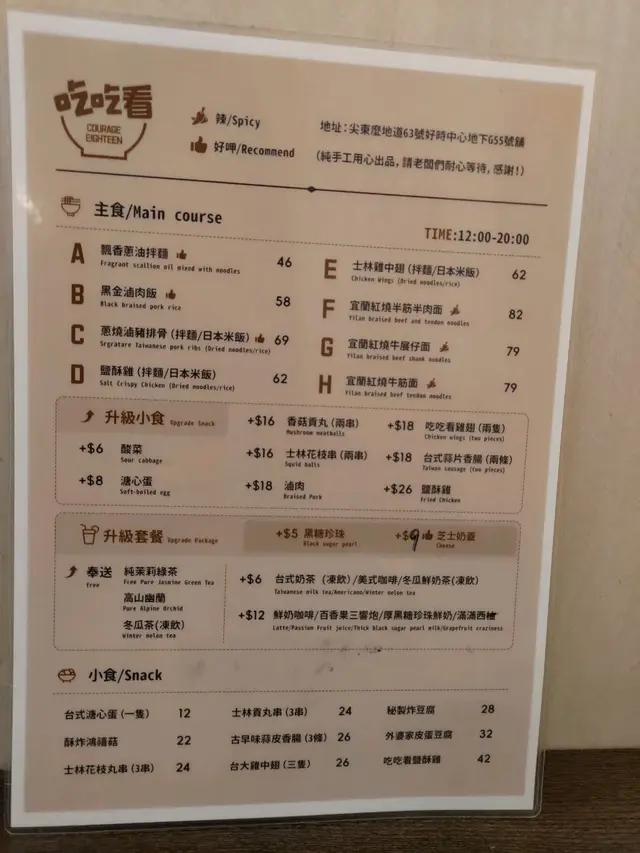 吃吃看
COURAGE
EIGHTEEN
辣/Spicy
好呷/Recommend
地址:尖東麼地道63號好時中心地下G55號舖
(純手工用心出品,請老闆們耐心等待,感謝!)
主食/Main course
TIME:12:00-20:00
A 飄香蔥油拌麵 46
Fragrant scallion oil mixed with noodles
B 黑金滷肉飯 58
Black braised pork rice
C 蔥燒滷豬排骨(拌麵/日本米飯) 69
Srgratare Taiwanese pork ribs (Dried noodles/rice)
D 鹽酥雞(拌麵/日本米飯) 62
Salt Crispy Chicken (Dried noodles/rice)
E 士林雞中翅(拌麵/日本米飯) 62
Chicken Wings (Dried noodles/rice)
F 宜蘭紅燒半筋半肉面 82
Yilan braised beef and tendon noodles
G 宜蘭紅燒牛展仔面 79
Yilan braised beef shank noodles
H 宜蘭紅燒牛筋面 79
Yilan braised beef tendon noodles
升級小食 Upgrade Snack
+$6 酸菜
Sour cabbage
+$8 溏心蛋
Soft-boiled egg
+$16 香菇貢丸(兩串)
Mushroom meatballs
+$16 士林花枝串(兩串)
Squid balls
+$18 滷肉
Braised Pork
+$18 吃吃看雞翅(兩隻)
Chicken wings (two pieces)
+$18 台式蒜片香腸(兩條)
Taiwan sausage (two pieces)
+$26 鹽酥雞
Fried Chicken
升級套餐 Upgrade Package
+$5 黑糖珍珠
Black sugar pearl
+$9 芝士奶蓋
Cheese
奉送
Free
純茉莉綠茶
Free Pure Jasmine Green Tea
高山幽蘭
Pure Alpine Orchid
冬瓜茶(凍飲)
Winter melon tea
+$6 台式奶茶(凍飲)/美式咖啡/冬瓜鮮奶茶(凍飲)
Taiwanese milk tea/Americano/Winter melon tea
+$12 鮮奶咖啡/百香果三響炮/厚黑糖珍珠鮮奶/滿滿西柚
Latte/Passion Fruit juice/Thick Black sugar pearl milk/Grapefruit craziness
小食/Snack
台式溏心蛋(一隻) 12
酥炸鴻禧菇 22
士林花枝丸串(3串) 24
士林貢丸串(3串) 24
古早味蒜皮香腸(3條) 26
台大雞中翅(三隻) 26
秘製炸豆腐 28
外婆家皮蛋豆腐 32
吃吃看鹽酥雞 42